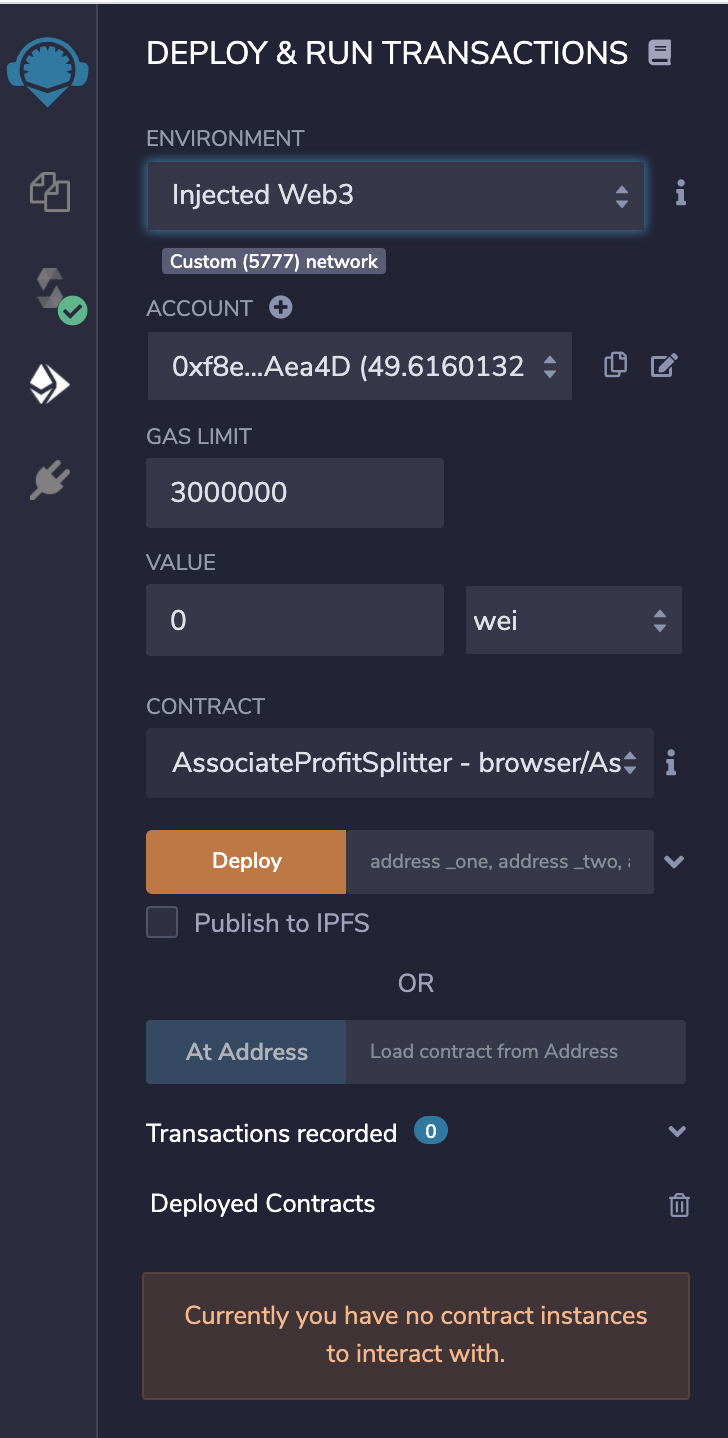 DEPLOY & RUN TRANSACTIONS
ENVIRONMENT
Injected Web3
Custom (5777) network
ACCOUNT
0xf8e...Aea4D (49.6160132
GAS LIMIT
3000000
VALUE
0 wei
CONTRACT
AssociateProfitSplitter - browser/As
Deploy address _one, address _two,
Publish to IPFS
OR
At Address Load contract from Address
Transactions recorded 0
Deployed Contracts
Currently you have no contract instances
to interact with.